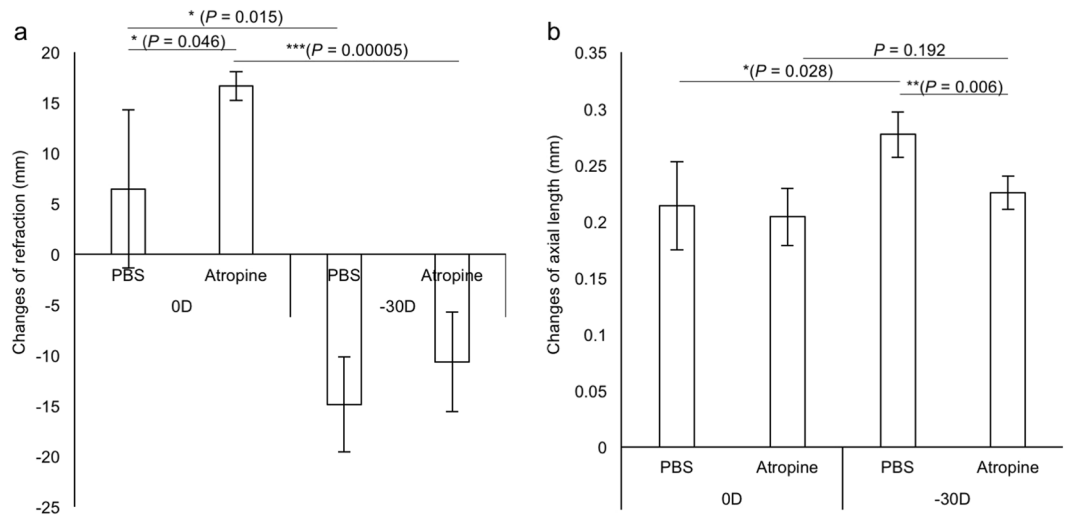 a
* (P = 0.015)
* (P = 0.046)
***(P = 0.00005)
Changes of refraction (mm)
20
15
10
5
0
-5
-10
-15
-20
-25
PBS
Atropine
PBS
Atropine
0D
-30D
b
P = 0.192
*(P = 0.028)
**(P = 0.006)
Changes of axial length (mm)
0.35
0.3
0.25
0.2
0.15
0.1
0.05
0
PBS
Atropine
PBS
Atropine
0D
-30D